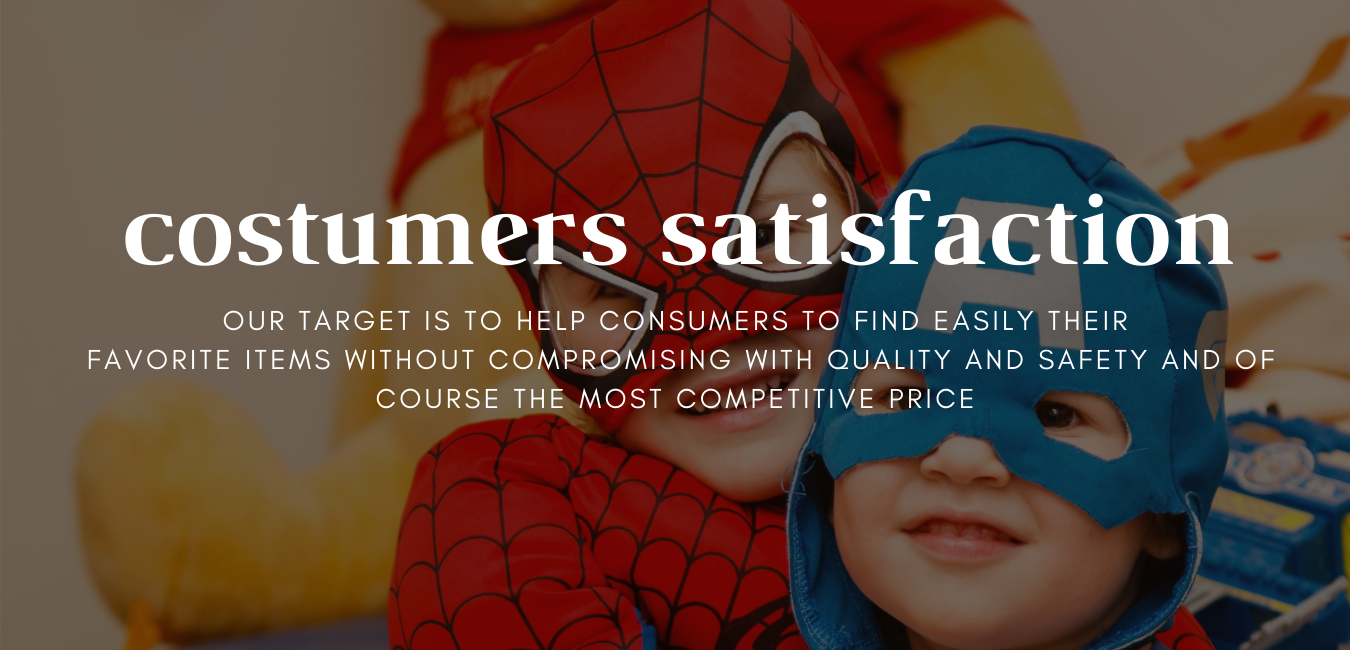 costumers satisfaction
OUR TARGET IS TO HELP CONSUMERS TO FIND EASILY THEIR
FAVORITE ITEMS WITHOUT COMPROMISING WITH QUALITY AND SAFETY AND OF
COURSE THE MOST COMPETITIVE PRICE